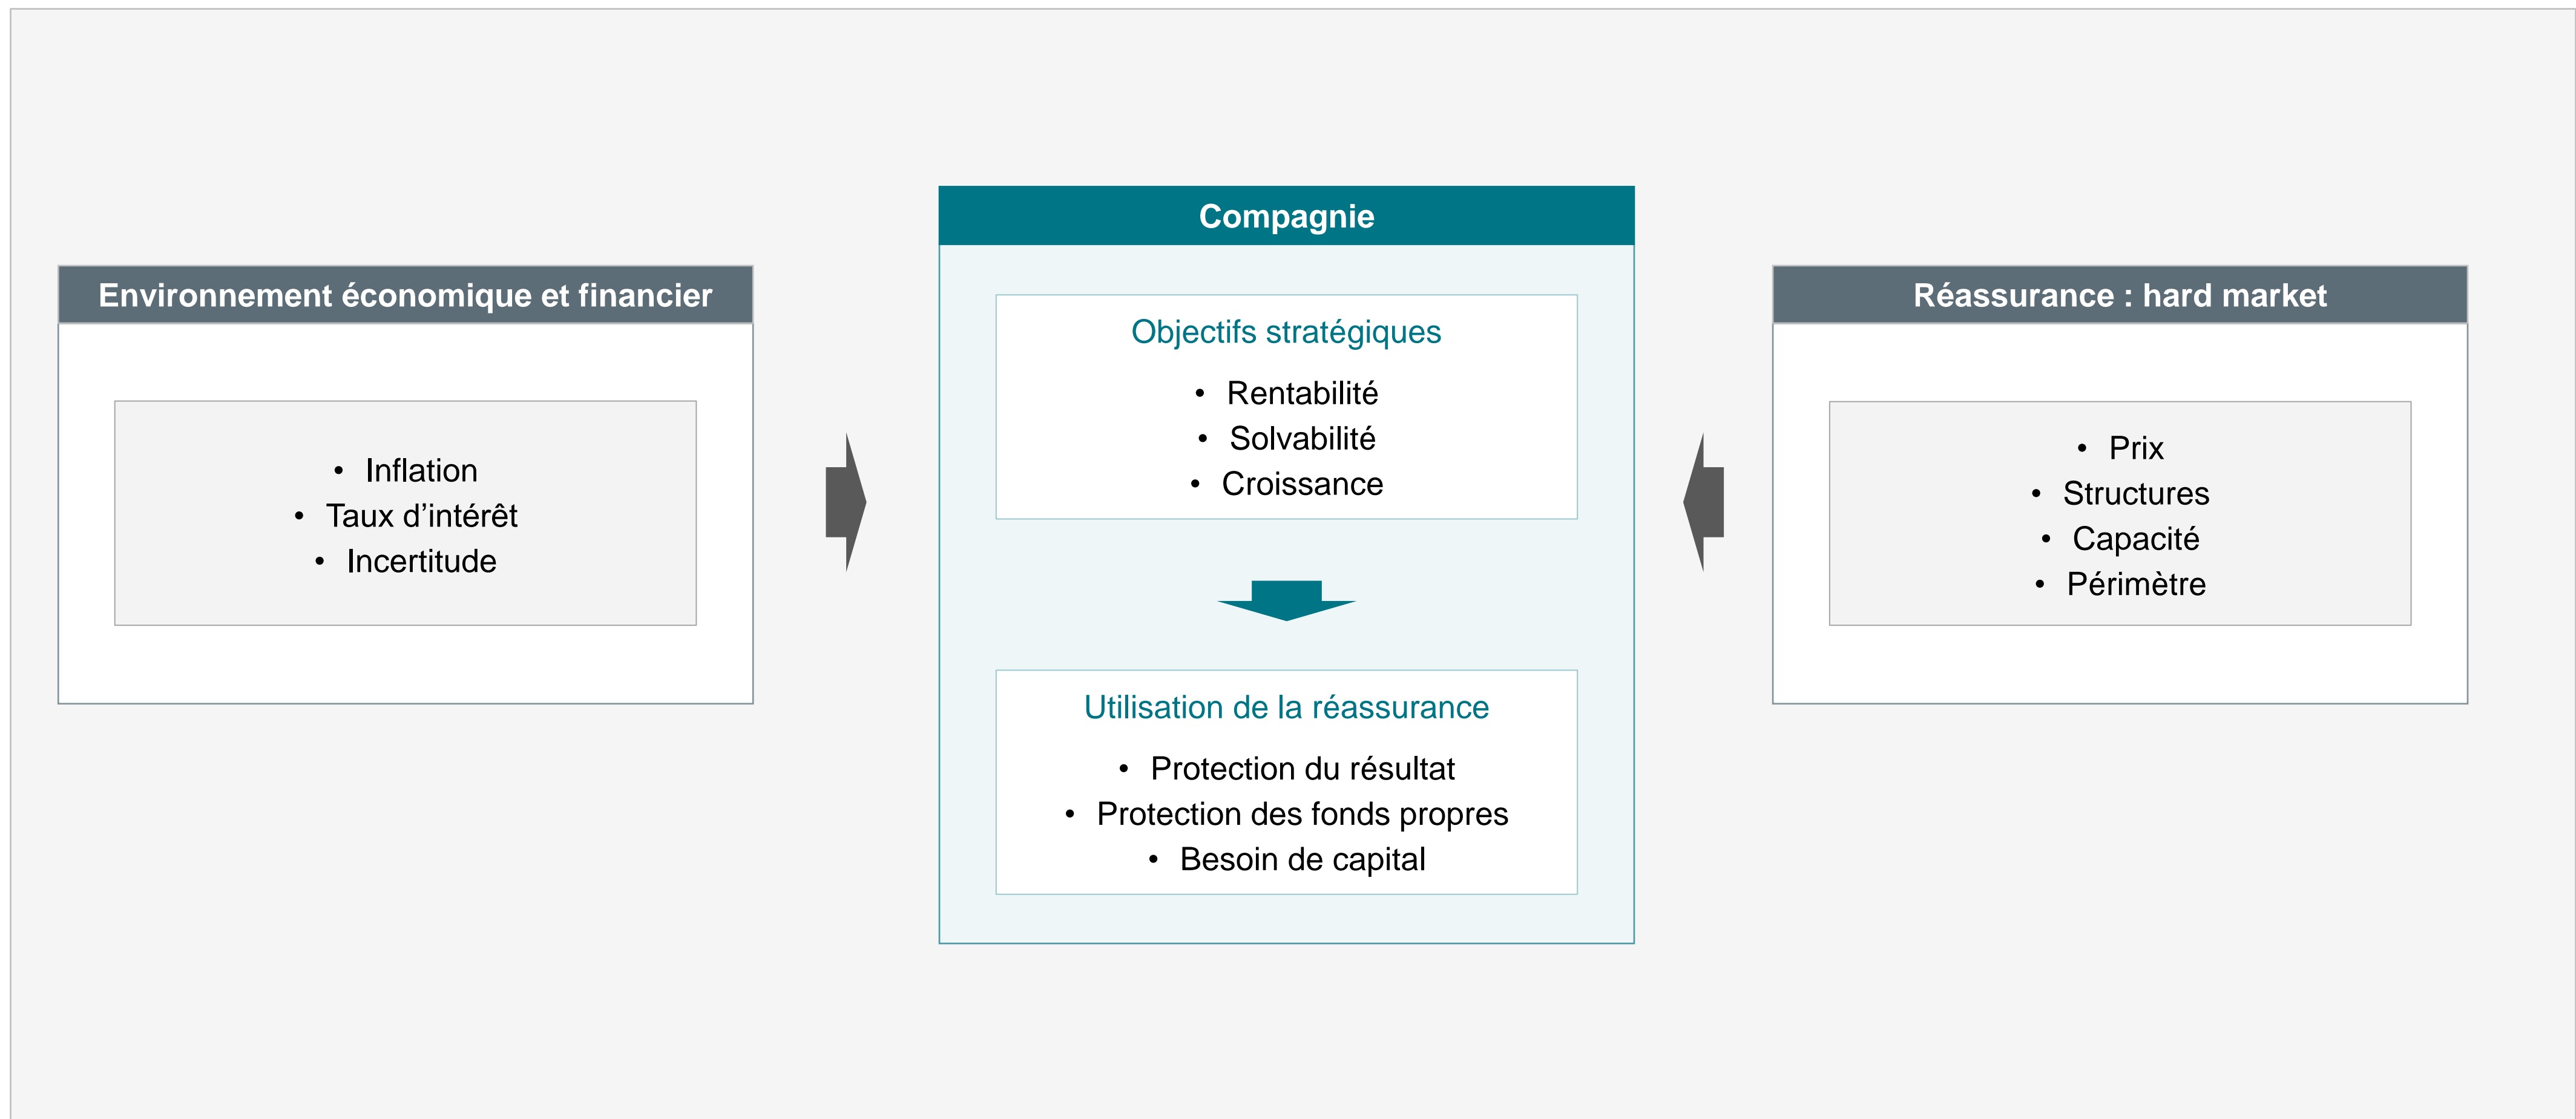 Environnement économique et financier
• Inflation
• Taux d’intérêt
• Incertitude
Compagnie
Objectifs stratégiques
• Rentabilité
• Solvabilité
• Croissance
Utilisation de la réassurance
• Protection du résultat
• Protection des fonds propres
• Besoin de capital
Réassurance : hard market
• Prix
• Structures
• Capacité
• Périmètre